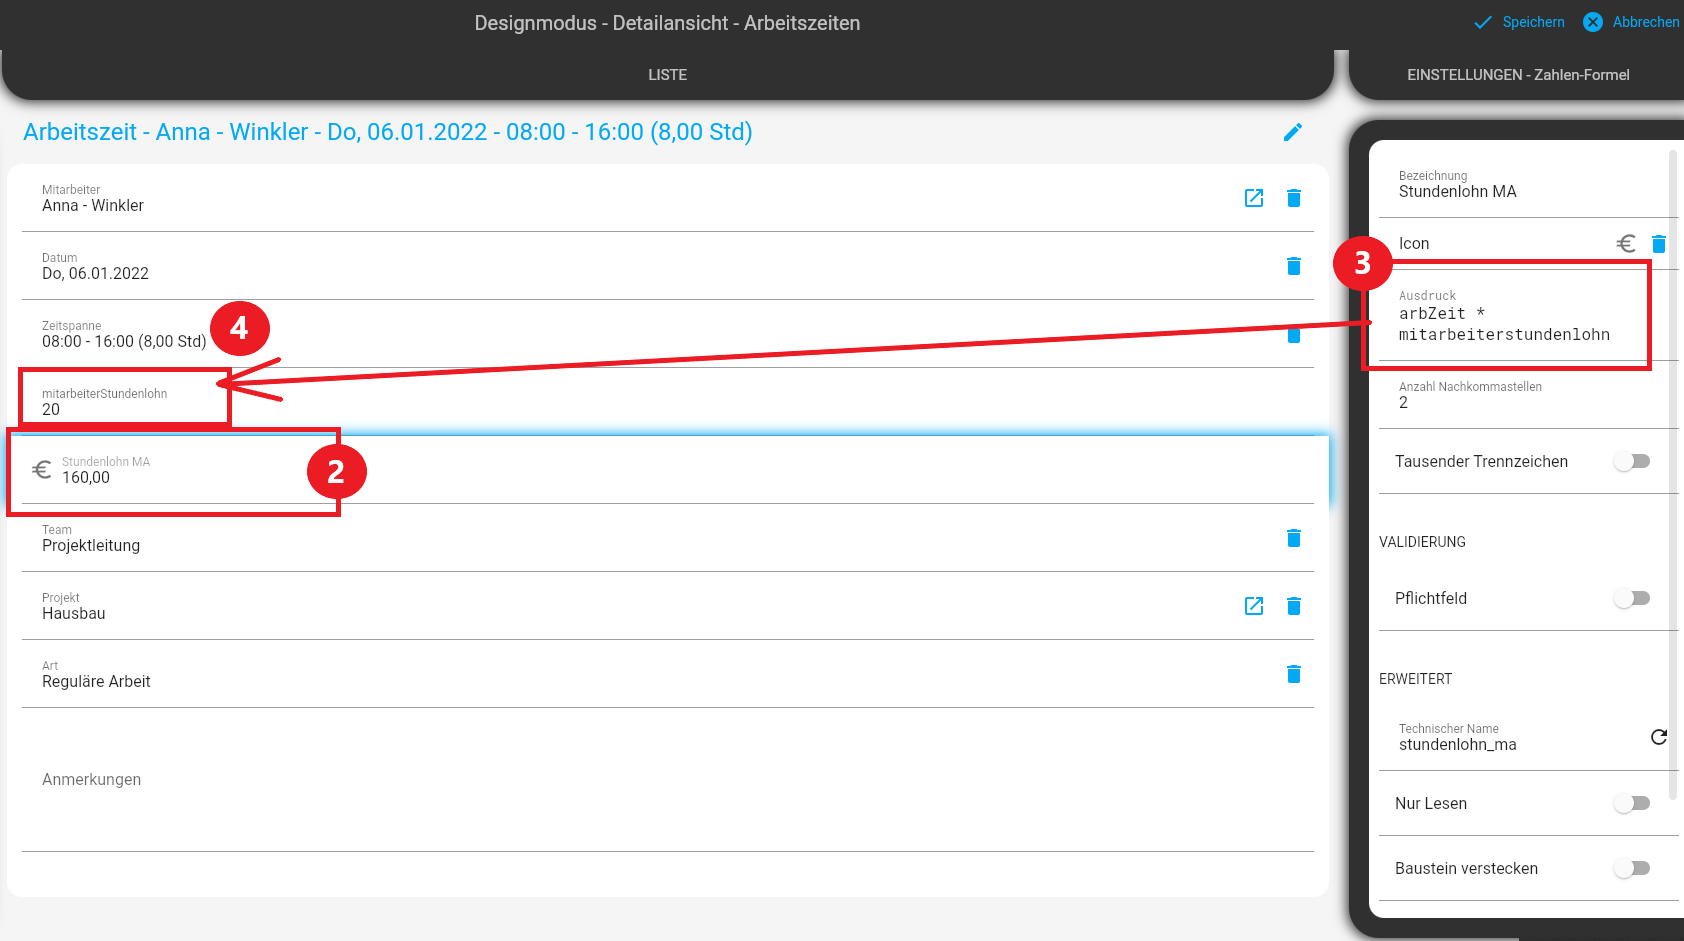 Designmodus - Detailansicht - Arbeitszeiten
Speichern
Abbrechen
LISTE
EINSTELLUNGEN - Zahlen-Formel
Arbeitszeit - Anna - Winkler - Do, 06.01.2022 - 08:00 - 16:00 (8,00 Std)
Mitarbeiter
Anna - Winkler
Datum
Do, 06.01.2022
Zeitspanne
08:00 - 16:00 (8,00 Std)
4
mitarbeiterStundenlohn
20
Stundenlohn MA
160,00
2
Team
Projektleitung
Projekt
Hausbau
Art
Reguläre Arbeit
Anmerkungen
Bezeichnung
Stundenlohn MA
Icon
3
Ausdruck
arbZeit *
mitarbeiterstundenlohn
Anzahl Nachkommastellen
2
Tausender Trennzeichen
VALIDIERUNG
Pflichtfeld
ERWEITERT
Technischer Name
stundenlohn_ma
Nur Lesen
Baustein verstecken